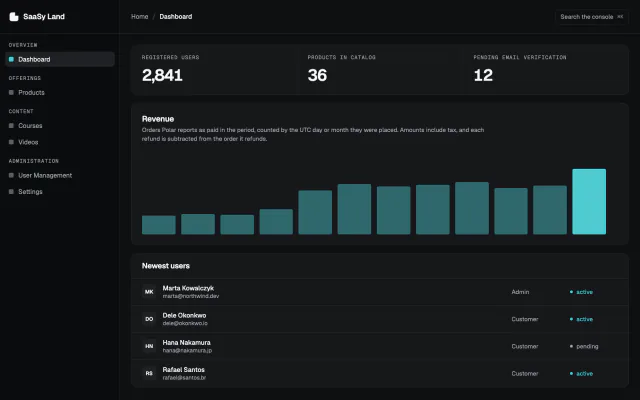 SaaSy Land
Home / Dashboard
Search the console ⌘K
OVERVIEW
Dashboard
OFFERINGS
Products
CONTENT
Courses
Videos
ADMINISTRATION
User Management
Settings
REGISTERED USERS
2,841
PRODUCTS IN CATALOG
36
PENDING EMAIL VERIFICATION
12
Revenue
Orders Polar reports as paid in the period, counted by the UTC day or month they were placed. Amounts include tax, and each
refund is subtracted from the order it refunds.
Newest users
MK
Marta Kowalczyk
marta@northwind.dev
Admin
active
DO
Dele Okonkwo
dele@okonkwo.io
Customer
active
HN
Hana Nakamura
hana@nakamura.jp
Customer
pending
RS
Rafael Santos
rafael@santos.br
Customer
active